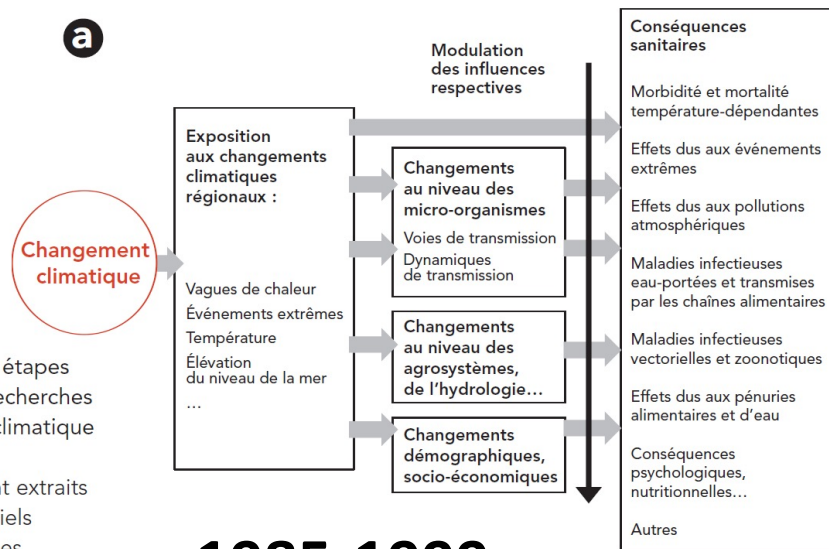 a
Modulation
des influences
respectives
Conséquences
sanitaires
Morbidité et mortalité
température-dépendantes
Effets dus aux événements
extrêmes
Effets dus aux pollutions
atmosphériques
Maladies infectieuses
eau-portées et transmises
par les chaînes alimentaires
Maladies infectieuses
vectorielles et zoonotiques
Effets dus aux pénuries
alimentaires et d'eau
Conséquences
psychologiques,
nutritionnelles…
Autres
Exposition
aux changements
climatiques
régionaux :
Vagues de chaleur
Événements extrêmes
Température
Élévation
du niveau de la mer
…
Changements
au niveau des
micro-organismes
Voies de transmission
Dynamiques
de transmission
Changements
au niveau des
agrosystèmes,
de l'hydrologie…
Changements
démographiques,
socio-économiques
Changement
climatique
étapes
echerches
limatique
t extraits
iels
es